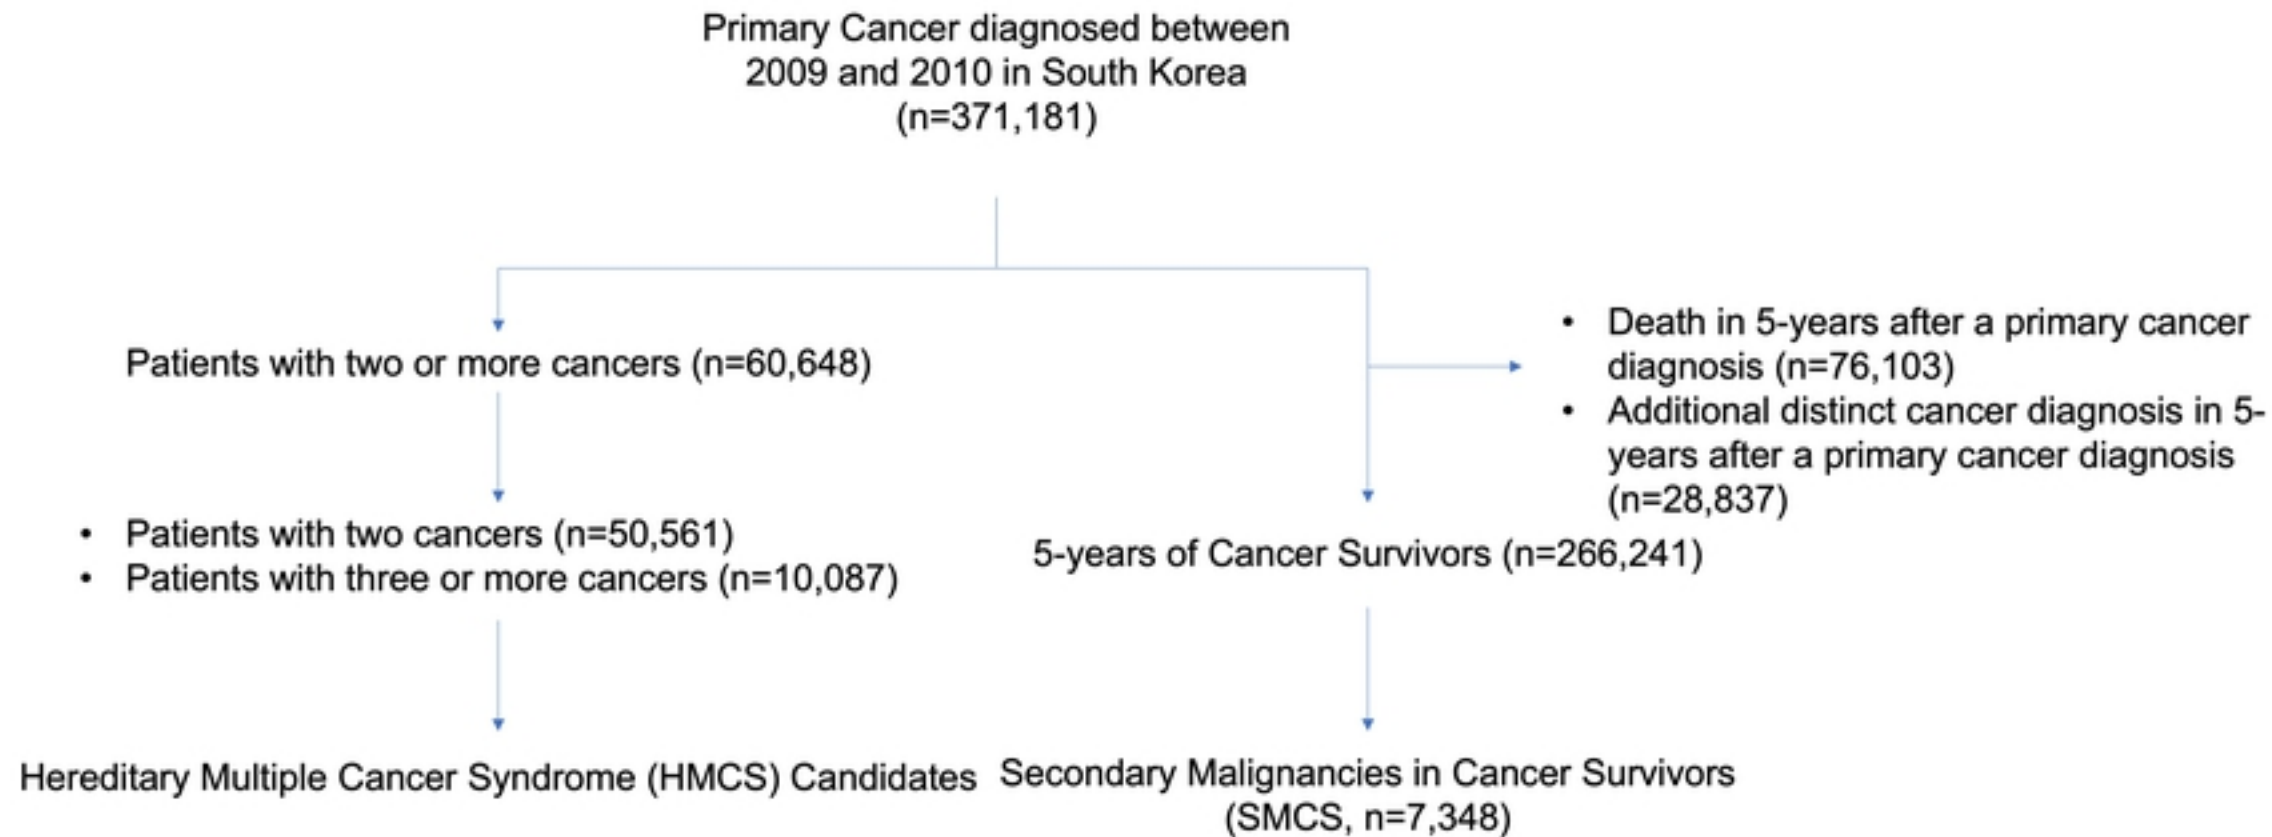 Primary Cancer diagnosed between
2009 and 2010 in South Korea
(n=371,181)
Patients with two or more cancers (n=60,648)
• Death in 5-years after a primary cancer
diagnosis (n=76,103)
• Additional distinct cancer diagnosis in 5-
years after a primary cancer diagnosis
(n=28,837)
• Patients with two cancers (n=50,561)
• Patients with three or more cancers (n=10,087)
5-years of Cancer Survivors (n=266,241)
Hereditary Multiple Cancer Syndrome (HMCS) Candidates
Secondary Malignancies in Cancer Survivors
(SMCS, n=7,348)